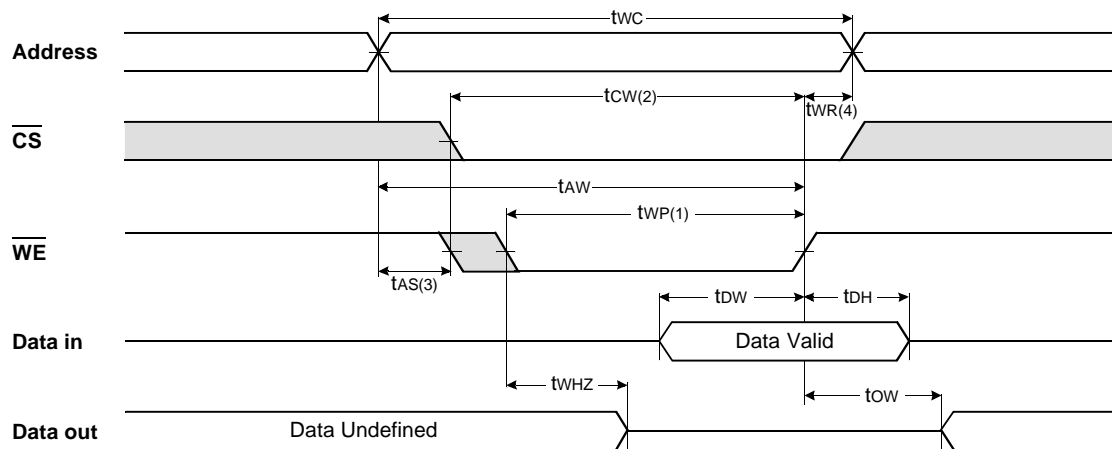 tWC
Address
tCW(2)
tWR(4)
CS
tAW
tWP(1)
WE
tAS(3)
tDW
tDH
Data in
Data Valid
tWHZ
tOW
Data out
Data Undefined